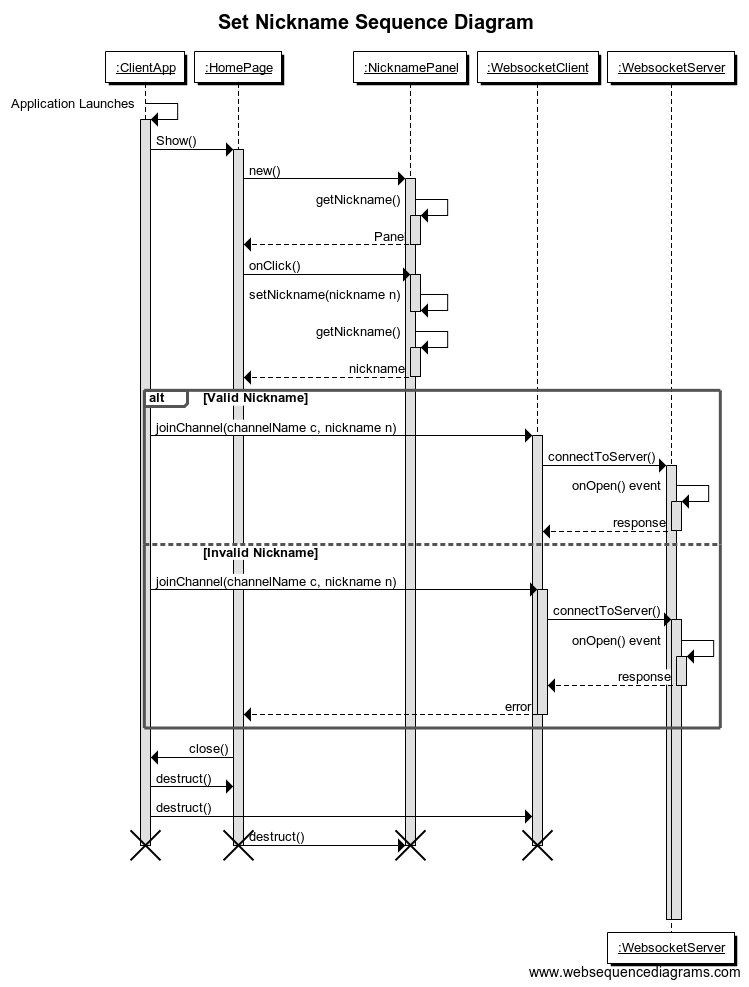 Set Nickname Sequence Diagram
:ClientApp
:HomePage
:NicknamePanel
:WebsocketClient
:WebsocketServer
Application Launches
Show()
new()
getNickname()
Panel
onClick()
setNickname(nickname n)
getNickname()
nickname
alt
[Valid Nickname]
joinChannel(channelName c, nickname n)
connectToServer()
onOpen() event
response
[Invalid Nickname]
joinChannel(channelName c, nickname n)
connectToServer()
onOpen() event
response
error
close()
destruct()
destruct()
destruct()
:WebsocketServer
www.websequencediagrams.com